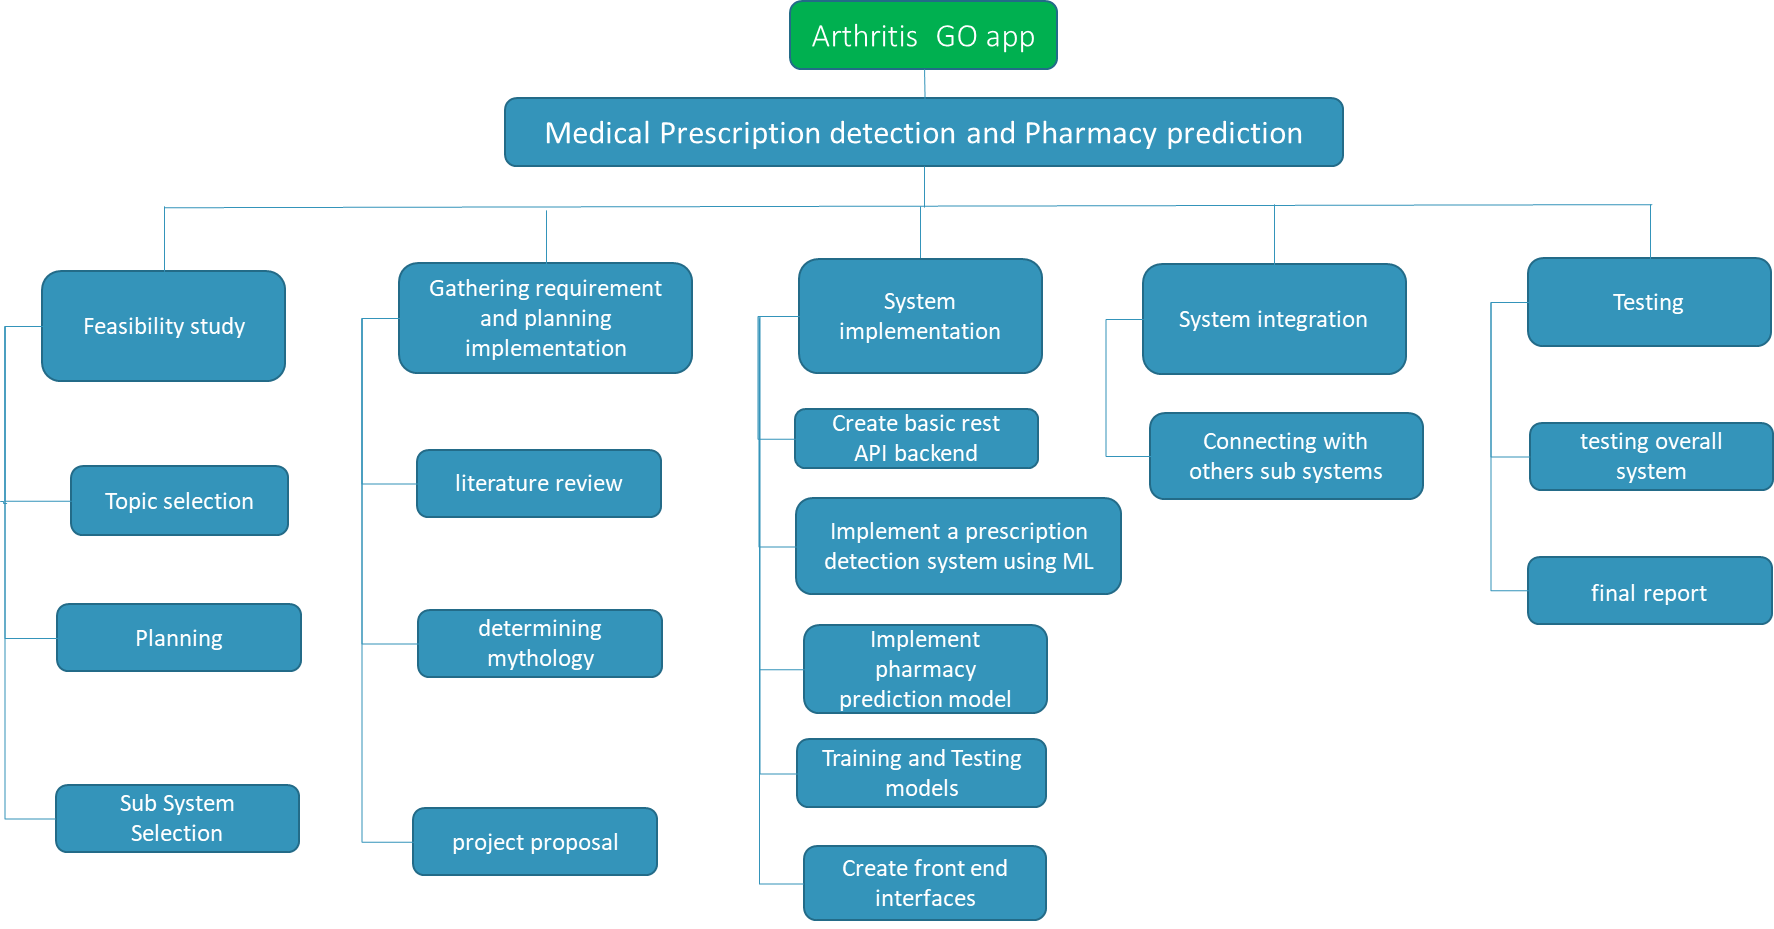 Arthritis GO app
Medical Prescription detection and Pharmacy prediction
Feasibility study
Topic selection
Planning
Sub System
Selection
Gathering requirement
and planning
implementation
literature review
determining
mythology
project proposal
System
implementation
Create basic rest
API backend
Implement a prescription
detection system using ML
Implement
pharmacy
prediction model
Training and Testing
models
Create front end
interfaces
System integration
Connecting with
others sub systems
Testing
testing overall
system
final report